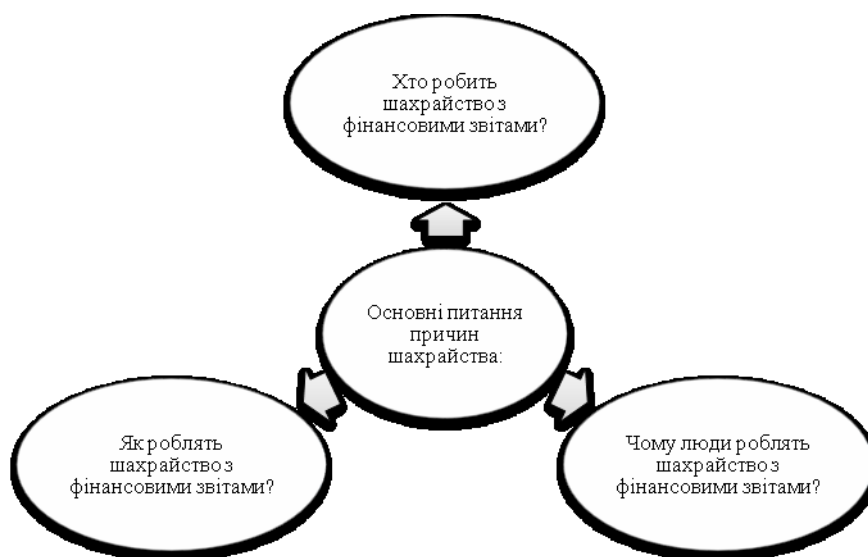 Хто робить
шахрайство з
фінансовими звітами?
Основні питання
причин
шахрайства:
Як роблять
шахрайство з
фінансовими звітами?
Чому люди роблять
шахрайство з
фінансовими звітами?